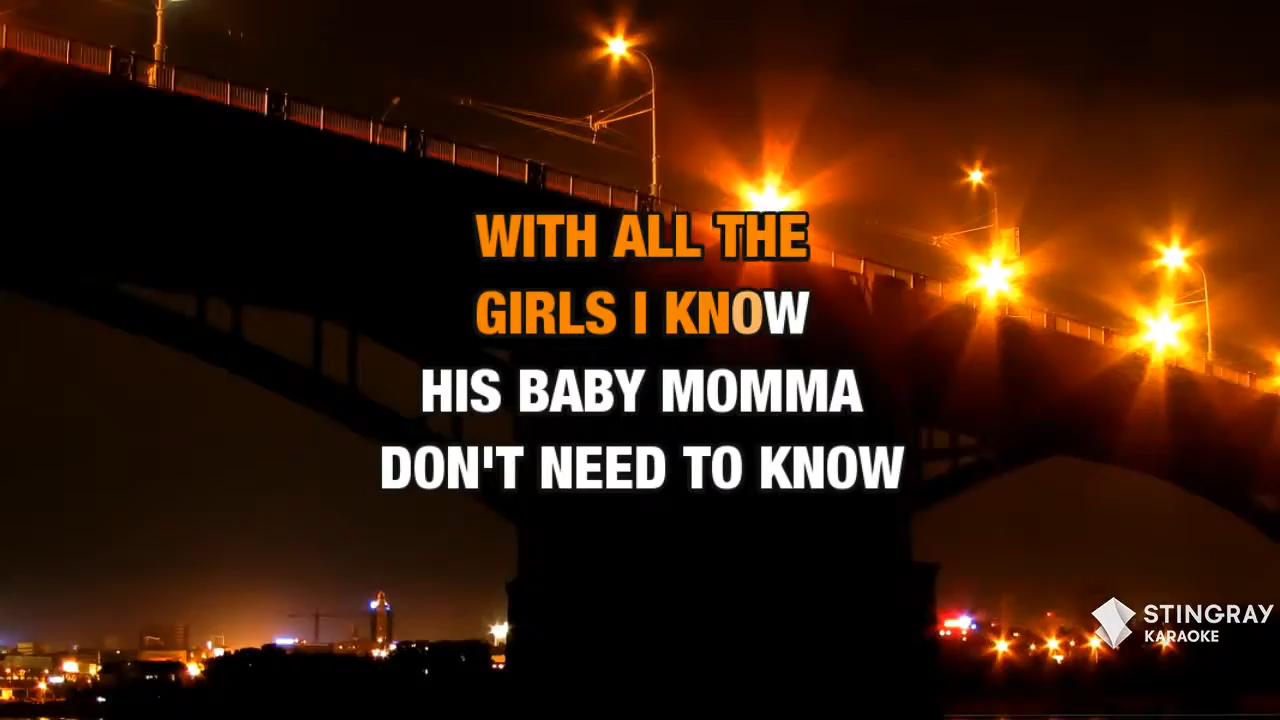 WITH ALL THE
GIRLS I KNOW
HIS BABY MOMMA
DON'T NEED TO KNOW
STINGRAY
KARAOKE